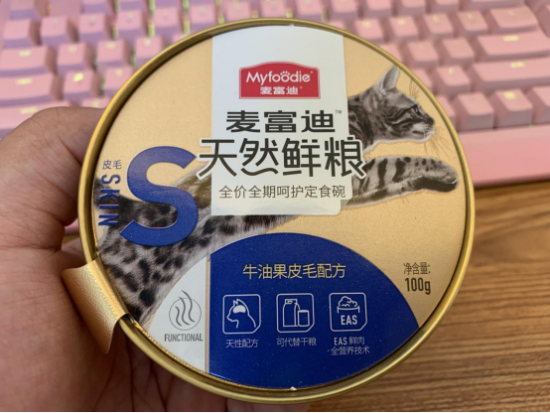 Myfoodie
麦富迪
麦富迪™
天然鲜粮
全价全期呵护定食碗
皮毛
SKIN
S
牛油果皮毛配方
净含量:
100g
FUNCTIONAL
天性配方
可代替干粮
EAS
EAS 鲜肉
全营养技术